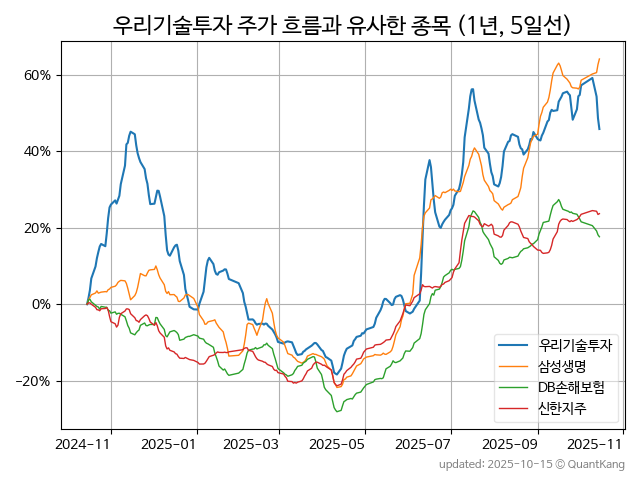 우리기술투자 주가 흐름과 유사한 종목 (1년, 5일선)
60%
40%
20%
0%
−20%
우리기술투자
삼성생명
DB손해보험
신한지주
2024-11 2025-01 2025-03 2025-05 2025-07 2025-09 2025-11
updated: 2025-10-15 © QuantKang